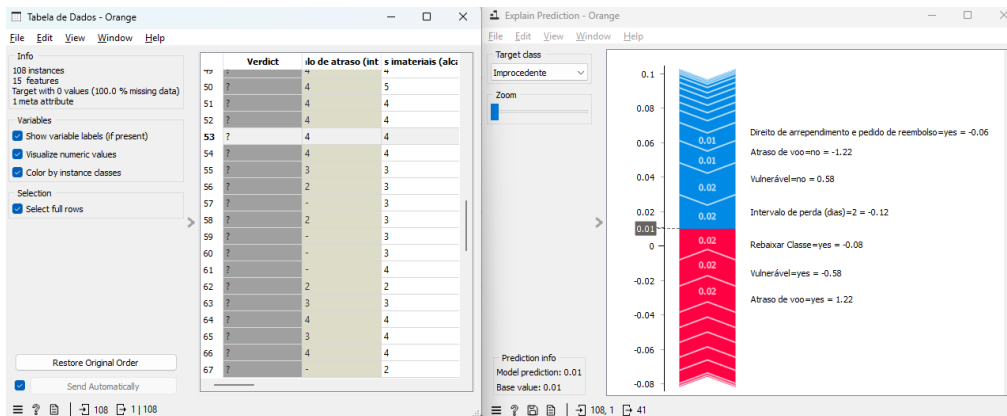 Tabela de Dados - Orange
File Edit View Window Help
Info
108 instances
15 features
Target with 0 values (100.0 % missing data)
1 meta attribute
Variables
Show variable labels (if present)
Visualize numeric values
Color by instance classes
Selection
Select full rows
Restore Original Order
Send Automatically
108 1 | 108
Verdict ılo de atraso (int s imateriais (alca
49 ? 4 4
50 ? 4 5
51 ? 4 4
52 ? 4 4
53 ? 4 4
54 ? 4 4
55 ? 3 3
56 ? 2 3
57 ? - 3
58 ? 2 3
59 ? - 3
60 ? - 3
61 ? - 4
62 ? 2 2
63 ? 3 3
64 ? 4 4
65 ? 3 4
66 ? 4 4
67 ? - 2
Explain Prediction - Orange
File Edit View Window Help
Target class
Improcedente
Zoom
Prediction info
Model prediction: 0.01
Base value: 0.01
108, 1 41
0.1
0.08
0.06
0.04
0.02
0.01
0
-0.02
-0.04
-0.06
-0.08
0.01
0.01
0.02
0.02
0.02
0.02
0.02
Direito de arrependimento e pedido de reembolso=yes = -0.06
Atraso de voo=no = -1.22
Vulnerável=no = 0.58
Intervalo de perda (dias)=2 = -0.12
Rebaixar Classe=yes = -0.08
Vulnerável=yes = -0.58
Atraso de voo=yes = 1.22